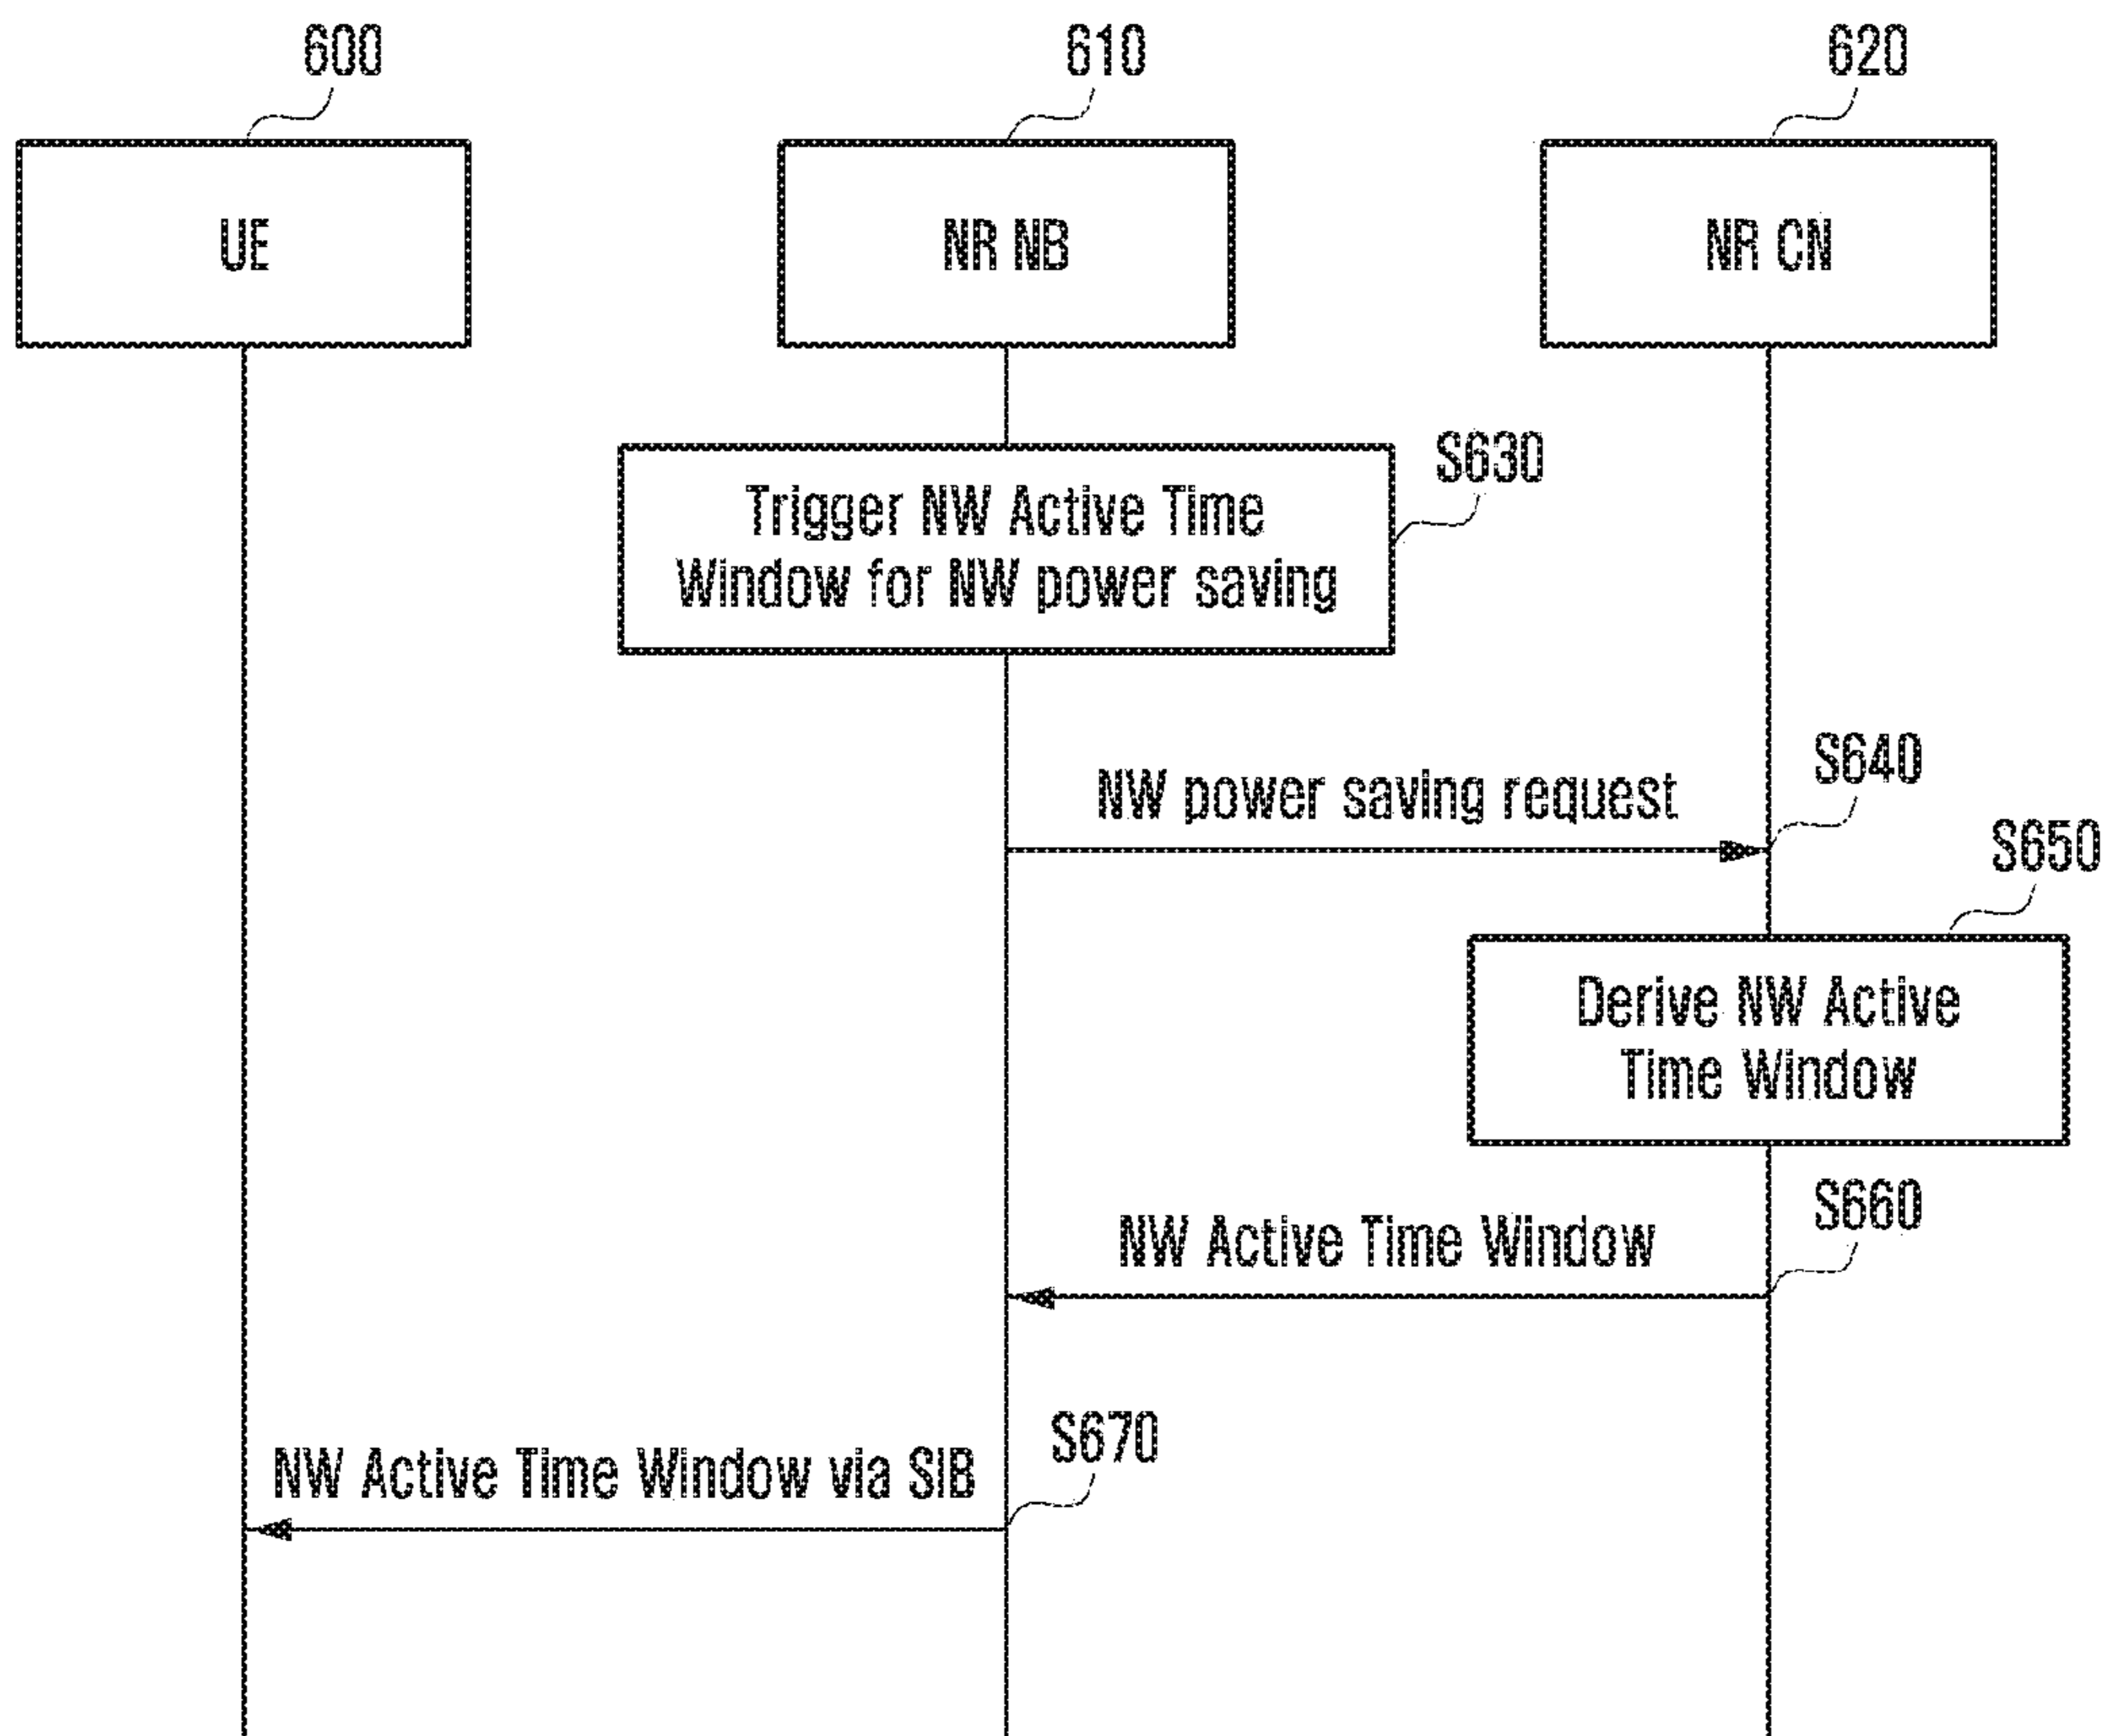 600
610
620
UE
NR NB
NR CN
S630
Trigger NW Active Time
Window for NW power saving
S640
NW power saving request
S650
Derive NW Active
Time Window
S660
NW Active Time Window
S670
NW Active Time Window via SIB